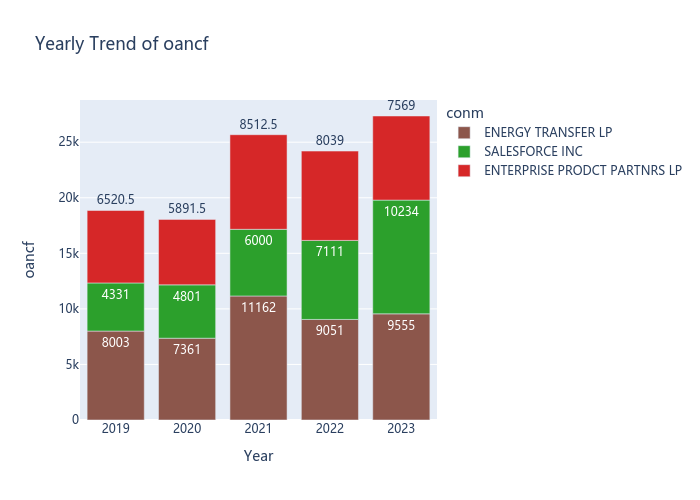 Yearly Trend of oancf
conm
ENERGY TRANSFER LP
SALESFORCE INC
ENTERPRISE PRODCT PARTNRS LP
oancf
25k
20k
15k
10k
5k
0
6520.5
5891.5
8512.5
8039
7569
4331
4801
6000
7111
10234
8003
7361
11162
9051
9555
2019
2020
2021
2022
2023
Year